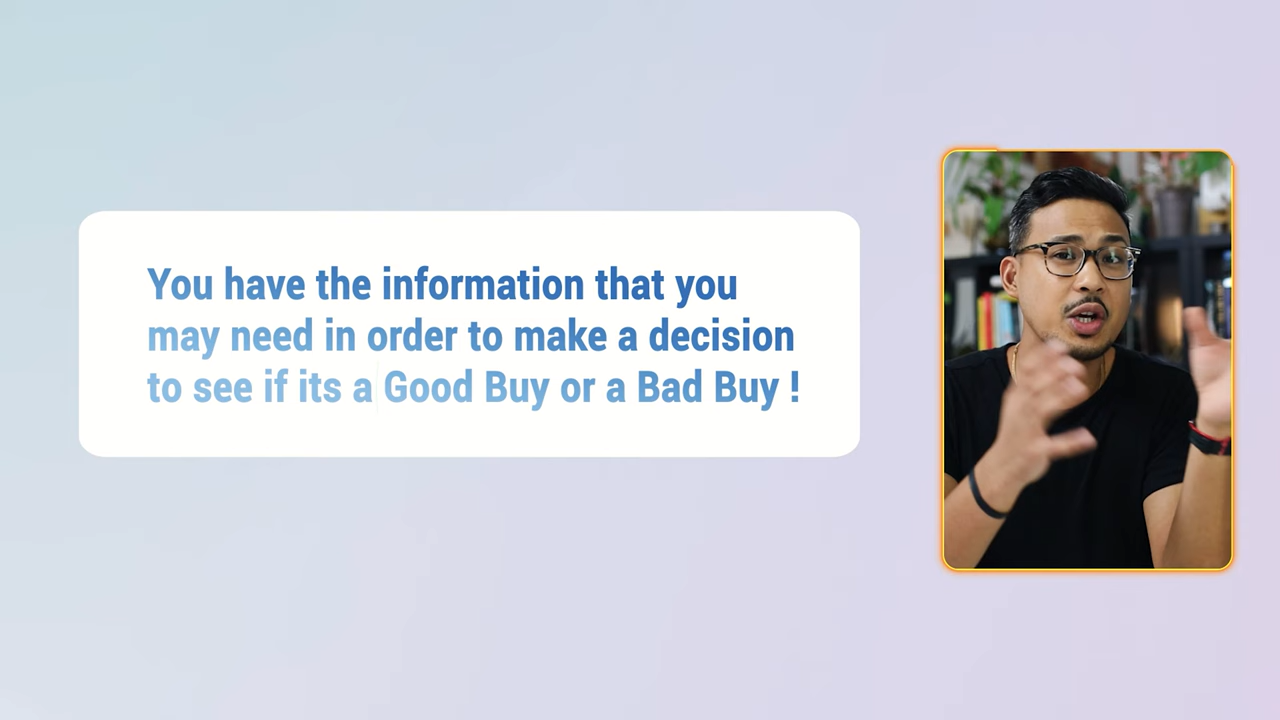 You have the information that you
may need in order to make a decision
to see if its a Good Buy or a Bad Buy !